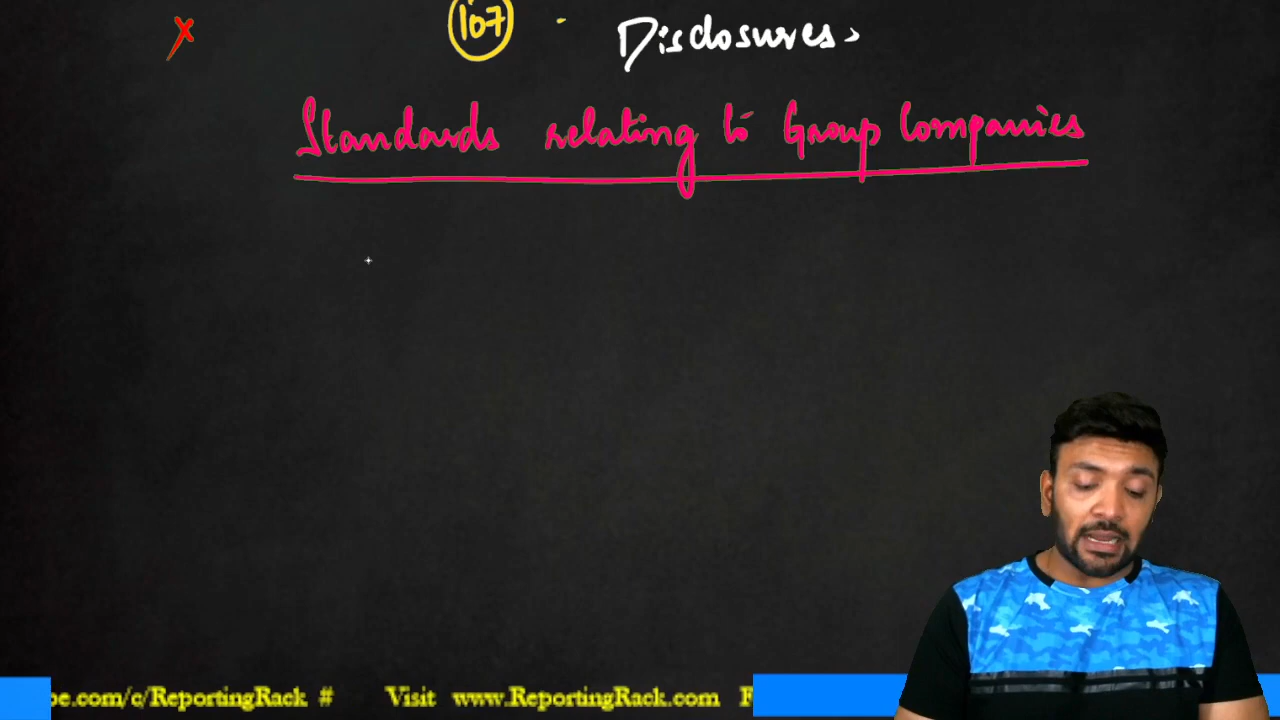 x 107 - Disclosures
Standards relating to Group Companies
be.com/c/ReportingRack # Visit www.ReportingRack.com F